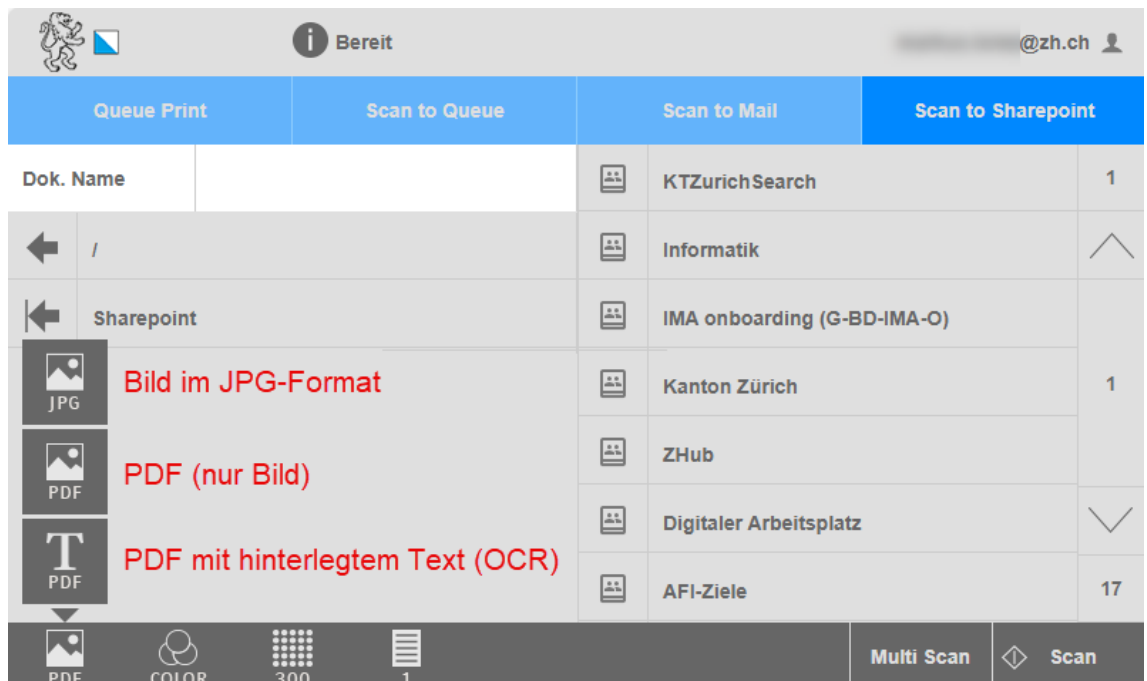 Bereit
@zh.ch
Queue Print
Scan to Queue
Scan to Mail
Scan to Sharepoint
Dok. Name
/
Sharepoint
JPG
Bild im JPG-Format
PDF
PDF (nur Bild)
T
PDF
PDF mit hinterlegtem Text (OCR)
KTZurichSearch
Informatik
IMA onboarding (G-BD-IMA-O)
Kanton Zürich
ZHub
Digitaler Arbeitsplatz
AFI-Ziele
1
1
17
PDF
COLOR
300
1
Multi Scan
Scan